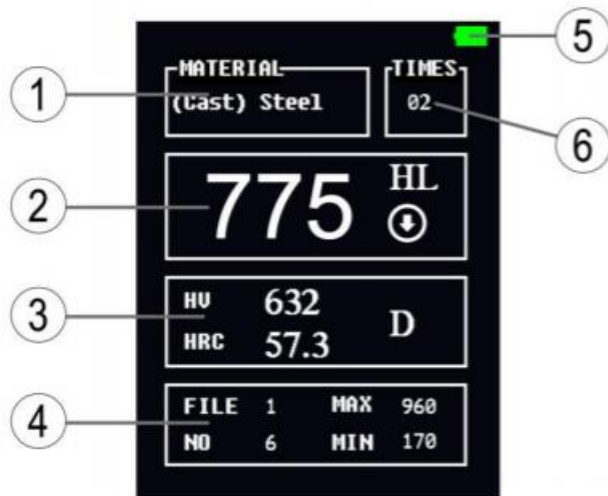 MATERIAL
(Cast) Steel
TIMES
02
775
HL
HV 632
HRC 57.3
D
FILE 1 MAX 960
NO 6 MIN 170
1
2
3
4
5
6